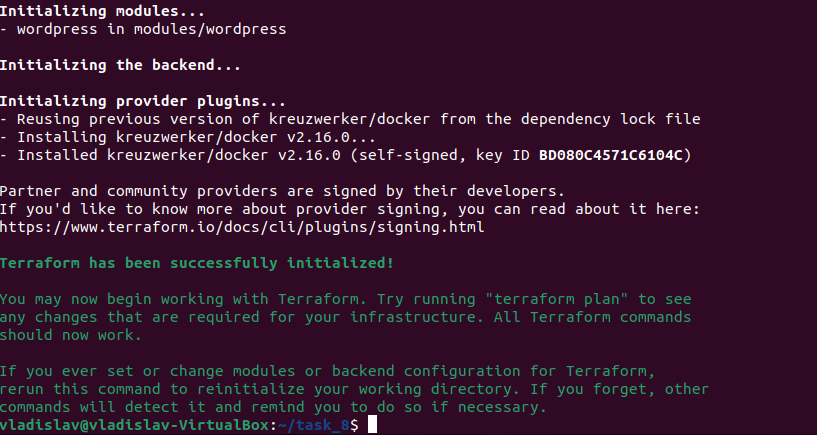 Initializing modules...
- wordpress in modules/wordpress
Initializing the backend...
Initializing provider plugins...
- Reusing previous version of kreuzwerker/docker from the dependency lock file
- Installing kreuzwerker/docker v2.16.0...
- Installed kreuzwerker/docker v2.16.0 (self-signed, key ID BD080C4571C6104C)
Partner and community providers are signed by their developers.
If you'd like to know more about provider signing, you can read about it here:
https://www.terraform.io/docs/cli/plugins/signing.html
Terraform has been successfully initialized!
You may now begin working with Terraform. Try running "terraform plan" to see
any changes that are required for your infrastructure. All Terraform commands
should now work.
If you ever set or change modules or backend configuration for Terraform,
rerun this command to reinitialize your working directory. If you forget, other
commands will detect it and remind you to do so if necessary.
vladislav@vladislav-VirtualBox:~/task_8$